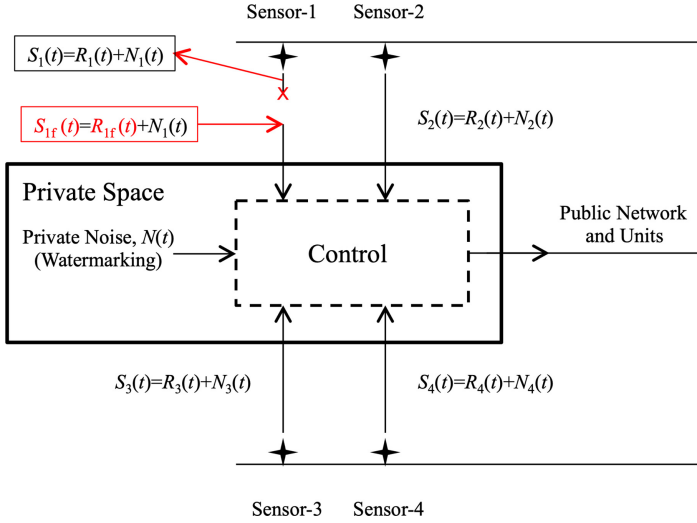 Sensor-1 Sensor-2
S₁(t)=R₁(t)+N₁(t)
X
S₁f (t)=R₁f (t)+N₁(t)
S₂(t)=R₂(t)+N₂(t)
Private Space
Private Noise, N(t)
(Watermarking)
Control
Public Network
and Units
S₃(t)=R₃(t)+N₃(t)
S₄(t)=R₄(t)+N₄(t)
Sensor-3 Sensor-4